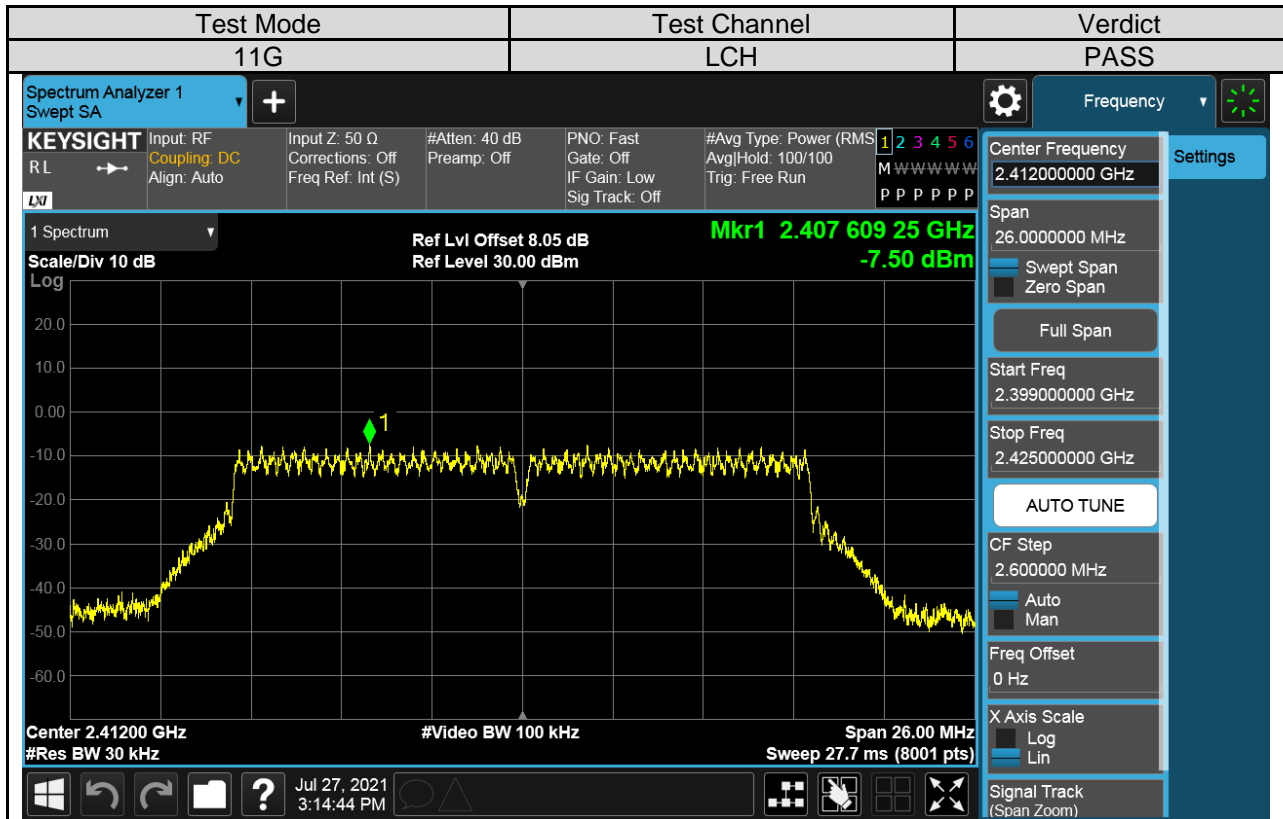 Test Mode Test Channel Verdict
11G LCH PASS
Spectrum Analyzer 1
Swept SA
Frequency
KEYSIGHT
R L
LXI
Input: RF
Coupling: DC
Align: Auto
Input Z: 50 Ω
Corrections: Off
Freq Ref: Int (S)
#Atten: 40 dB
Preamp: Off
PNO: Fast
Gate: Off
IF Gain: Low
Sig Track: Off
#Avg Type: Power (RMS
Avg|Hold: 100/100
Trig: Free Run
1 2 3 4 5 6
M W W W W W
P P P P P P
1 Spectrum
Scale/Div 10 dB
Ref Lvl Offset 8.05 dB
Ref Level 30.00 dBm
Mkr1 2.407 609 25 GHz
-7.50 dBm
Log
20.0
10.0
0.00
-10.0
-20.0
-30.0
-40.0
-50.0
-60.0
1
Center 2.41200 GHz
#Res BW 30 kHz
#Video BW 100 kHz
Span 26.00 MHz
Sweep 27.7 ms (8001 pts)
Center Frequency
2.412000000 GHz
Span
26.0000000 MHz
Swept Span
Zero Span
Full Span
Start Freq
2.399000000 GHz
Stop Freq
2.425000000 GHz
AUTO TUNE
CF Step
2.600000 MHz
Auto
Man
Freq Offset
0 Hz
X Axis Scale
Log
Lin
Signal Track
(Span Zoom)
Settings
?
Jul 27, 2021
3:14:44 PM